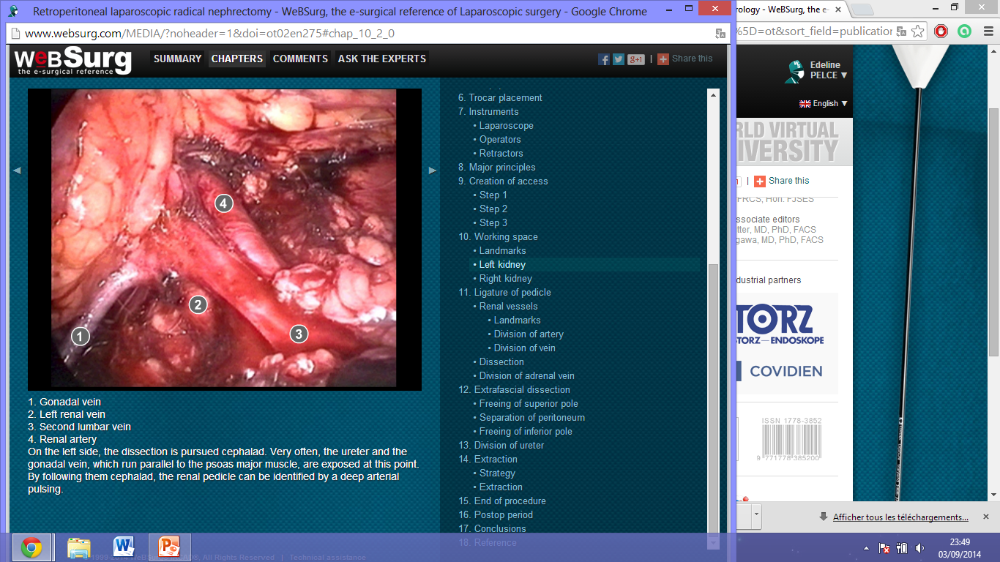 Retroperitoneal laparoscopic radical nephrectomy - WeBSurg, the e-surgical reference of Laparoscopic surgery - Google Chrome
www.websurg.com/MEDIA/?noheader=1&doi=ot02en275#chap_10_2_0
WeBSurg
the e-surgical reference
SUMMARY CHAPTERS COMMENTS ASK THE EXPERTS
g+1 | Share this
4
2
3
1
1. Gonadal vein
2. Left renal vein
3. Second lumbar vein
4. Renal artery
On the left side, the dissection is pursued cephalad. Very often, the ureter and the
gonadal vein, which run parallel to the psoas major muscle, are exposed at this point.
By following them cephalad, the renal pedicle can be identified by a deep arterial
pulsing.
6. Trocar placement
7. Instruments
• Laparoscope
• Operators
• Retractors
8. Major principles
9. Creation of access
• Step 1
• Step 2
• Step 3
10. Working space
• Landmarks
• Left kidney
• Right kidney
11. Ligature of pedicle
• Renal vessels
• Landmarks
• Division of artery
• Division of vein
• Dissection
• Division of adrenal vein
12. Extrafascial dissection
• Freeing of superior pole
• Separation of peritoneum
• Freeing of inferior pole
13. Division of ureter
14. Extraction
• Strategy
• Extraction
15. End of procedure
16. Postop period
17. Conclusions
18. Reference
All Rights Reserved | Technical assistance
rology - WeBSurg, the e-
%5D=ot&sort_field=publication
Edeline
PELCE
English
RLD VIRTUAL
IVERSITY
| Share this
FRCS, Hon. FJSES
ssociate editors
tter, MD, PhD, FACS
gawa, MD, PhD, FACS
dustrial partners
TORZ
STORZ—ENDOSKOPE
COVIDIEN
ISSN 1778-3852
9 771778 385200
Afficher tous les téléchargements...
23:49
03/09/2014